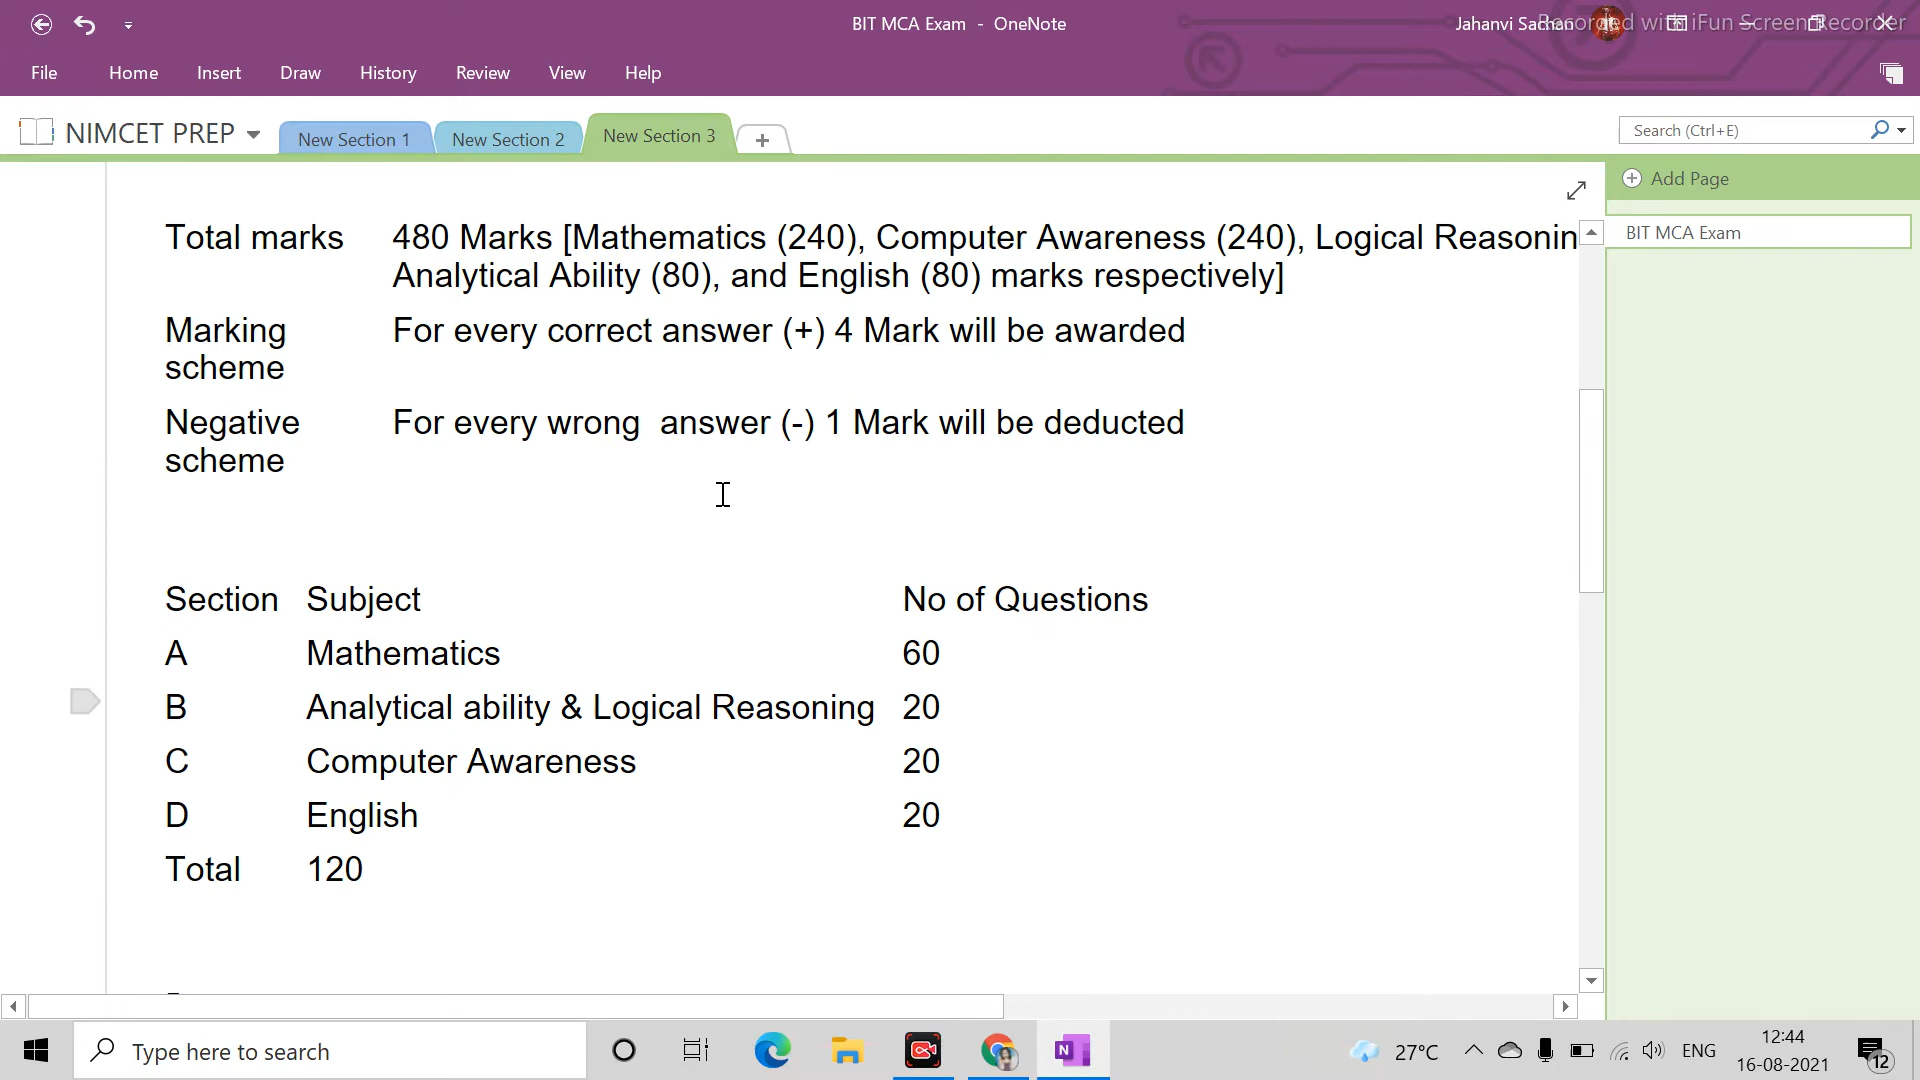 BIT MCA Exam - OneNote
Jahanvi Sachan
Recorded with iFun Screen Recorder
File Home Insert Draw History Review View Help
NIMCET PREP
New Section 1
New Section 2
New Section 3
Search (Ctrl+E)
Add Page
BIT MCA Exam
Total marks 480 Marks [Mathematics (240), Computer Awareness (240), Logical Reasonin
Analytical Ability (80), and English (80) marks respectively]
Marking For every correct answer (+) 4 Mark will be awarded
scheme
Negative For every wrong answer (-) 1 Mark will be deducted
scheme
Section Subject No of Questions
A Mathematics 60
B Analytical ability & Logical Reasoning 20
C Computer Awareness 20
D English 20
Total 120
Type here to search
N
27°C
ENG
12:44
16-08-2021
12